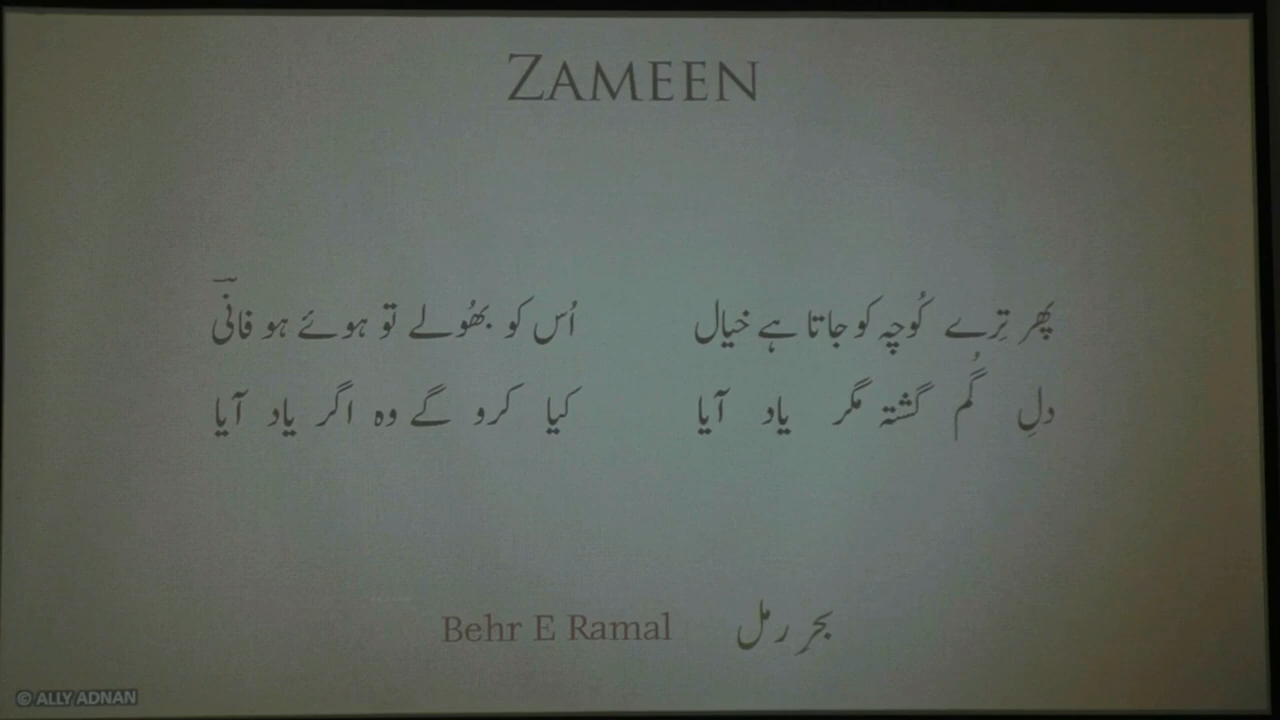 ZAMEEN
پھر تِرے کُوچہ کو جاتا ہے خیال
دلِ گُم گشتہ مگر یاد آیا
اُس کو بھُولے تو ہوئے ہو فانیؔ
کیا کرو گے وہ اگر یاد آیا
Behr E Ramal بحرِ رمل
© ALLY ADNAN